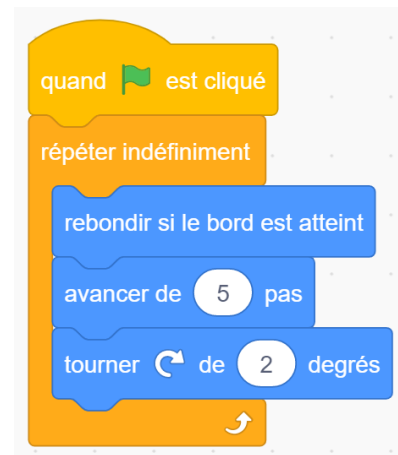 quand est cliqué
répéter indéfiniment
rebondir si le bord est atteint
avancer de 5 pas
tourner de 2 degrés